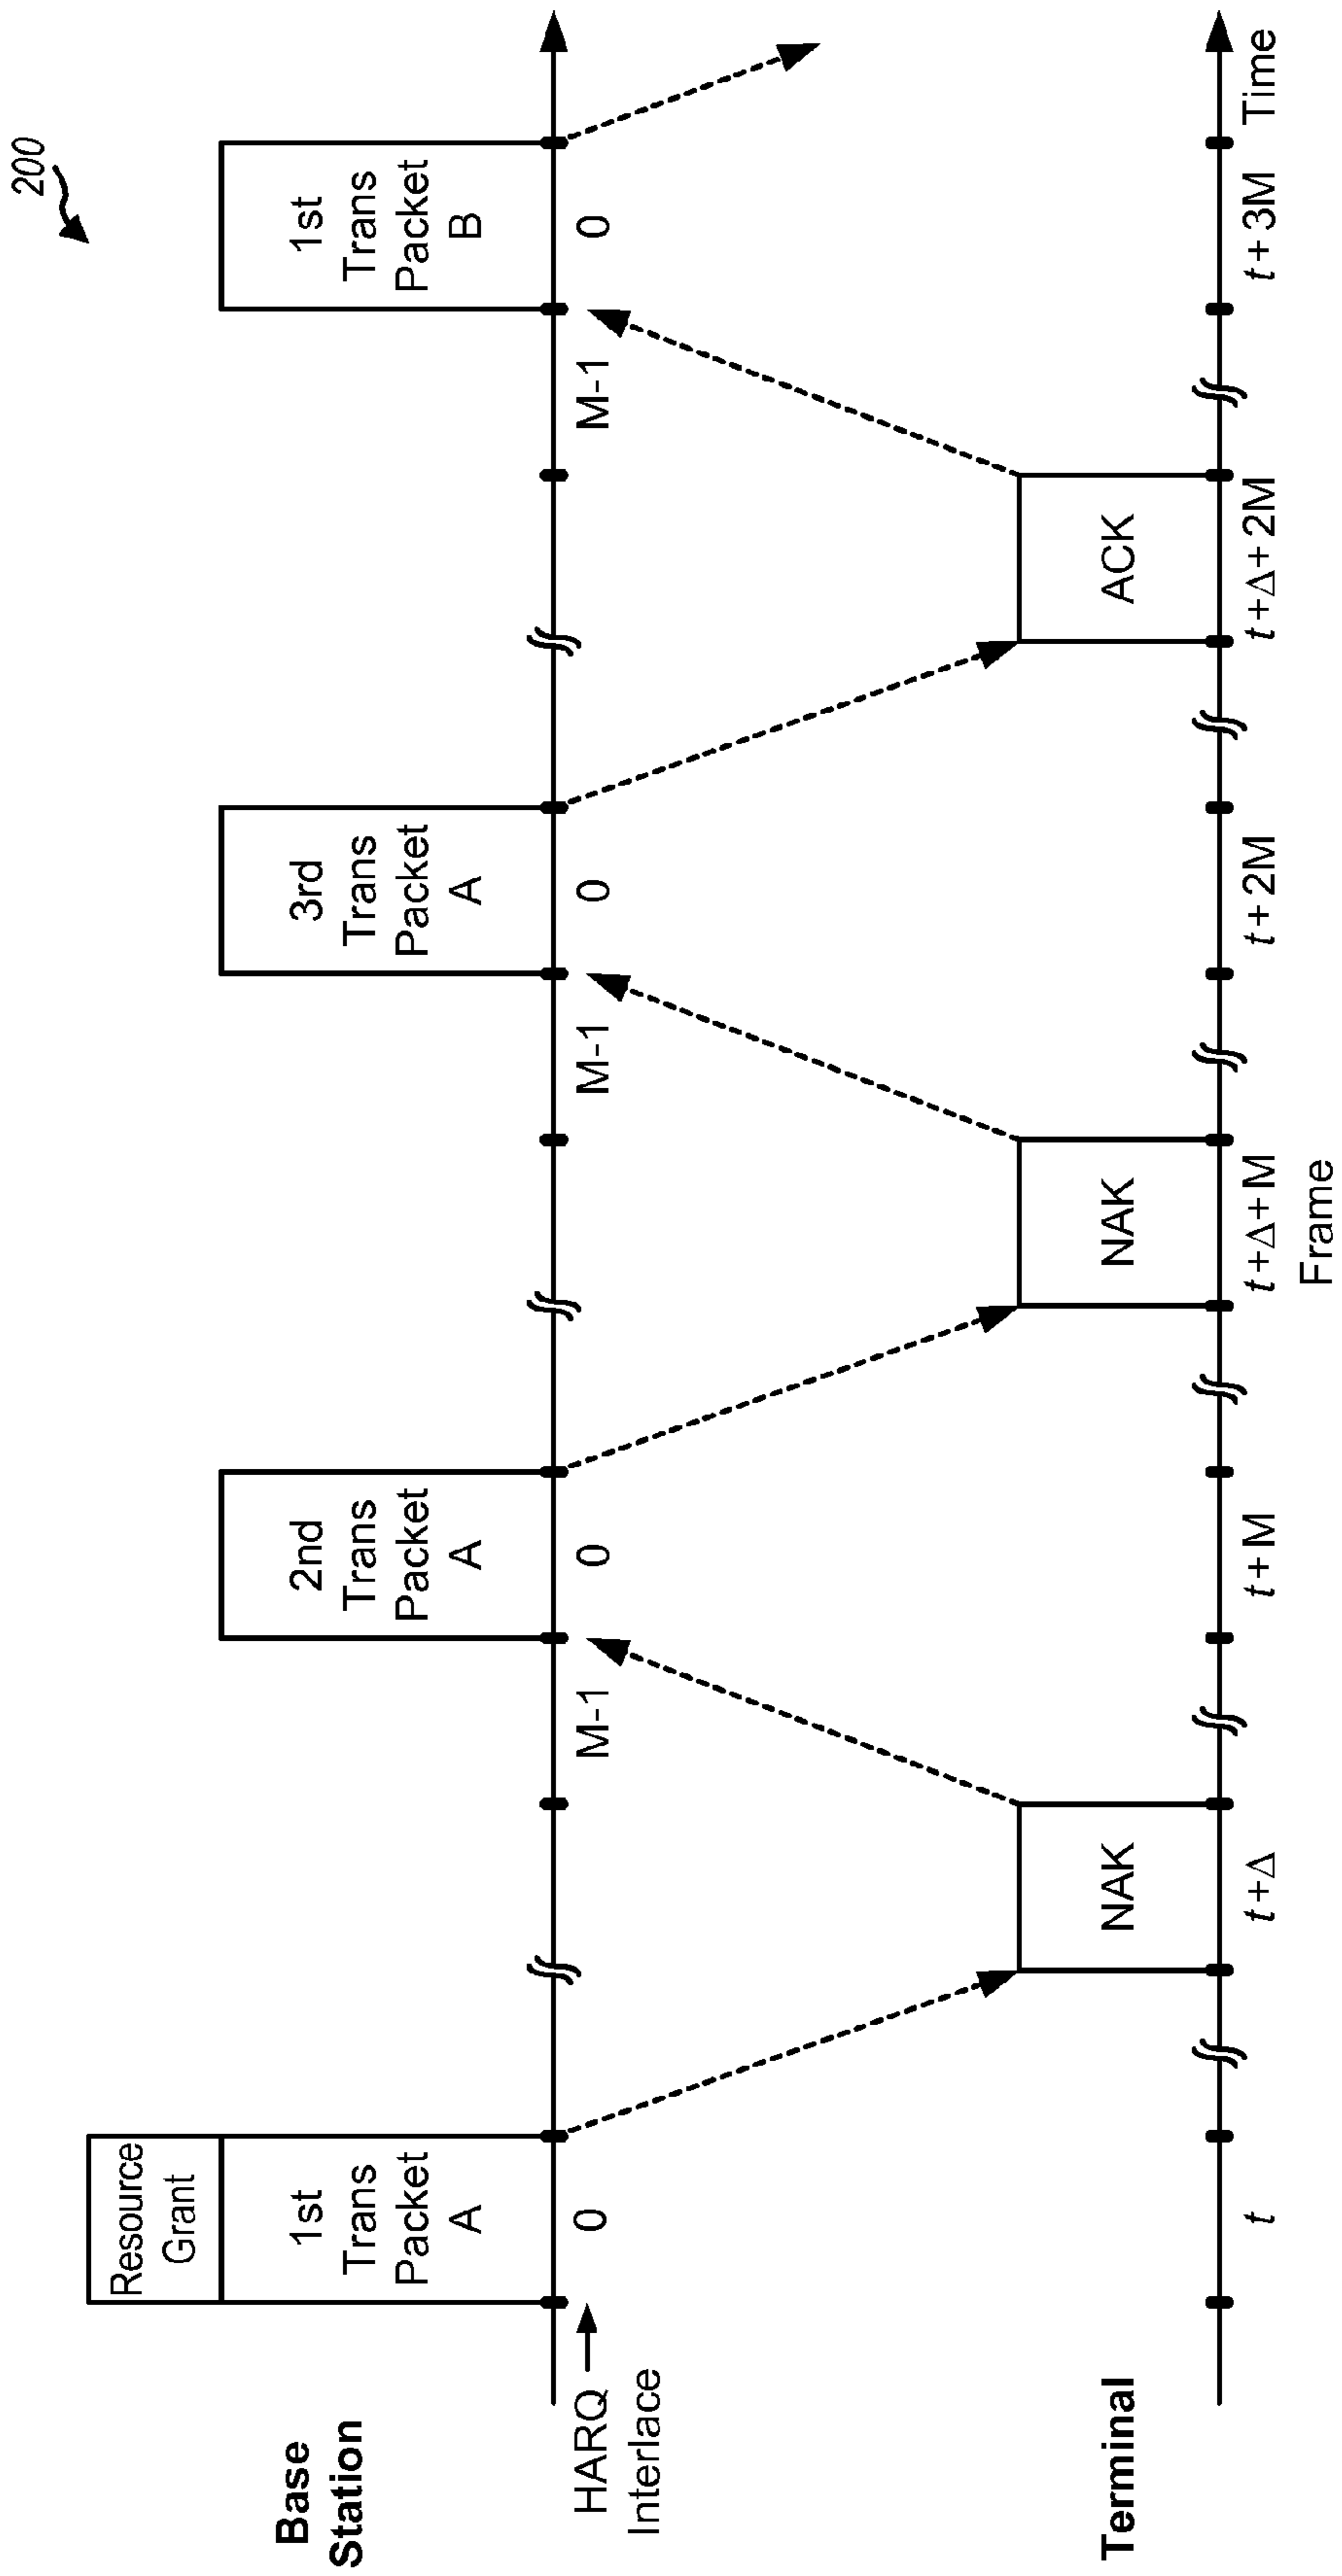 200
Resource
Grant
1st
Trans
Packet
A
2nd
Trans
Packet
A
3rd
Trans
Packet
A
1st
Trans
Packet
B
Base
Station
HARQ
Interlace
0
M-1
0
M-1
0
M-1
0
NAK
NAK
ACK
Terminal
t
t+Δ
t+M
t+Δ+M
t+2M
t+Δ+2M
t+3M
Time
Frame